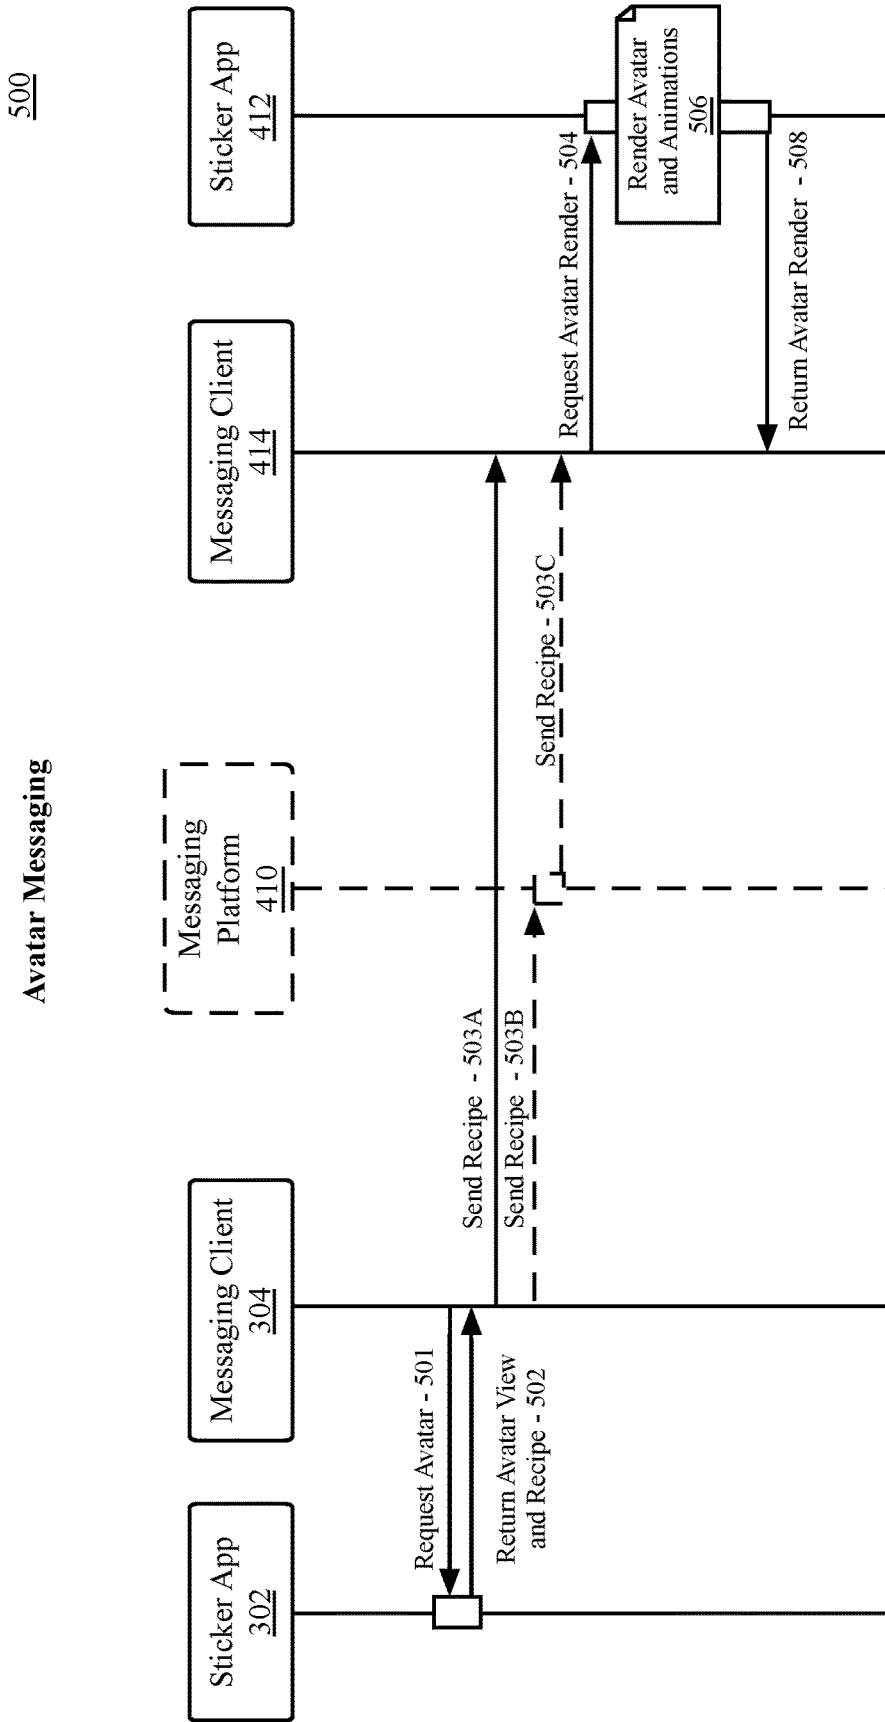 500
Avatar Messaging
Sticker App
302
Messaging Client
304
Messaging
Platform
410
Messaging Client
414
Sticker App
412
Request Avatar - 501
Return Avatar View
and Recipe - 502
Send Recipe - 503A
Send Recipe - 503B
Send Recipe - 503C
Request Avatar Render - 504
Render Avatar
and Animations
506
Return Avatar Render - 508